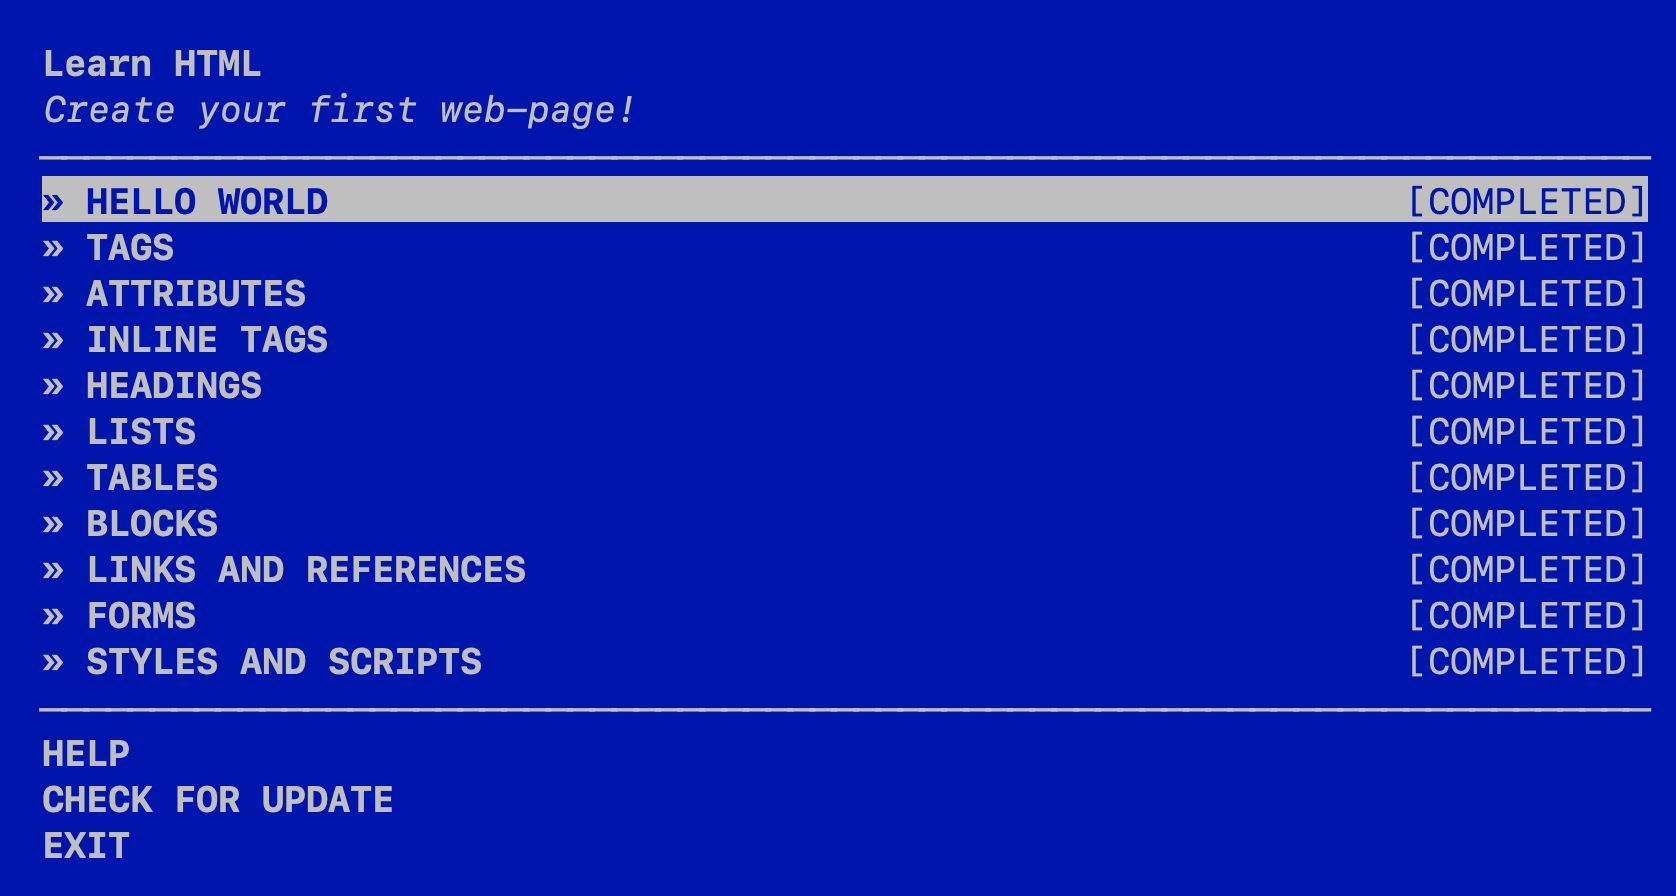 Learn HTML
Create your first web-page!
» HELLO WORLD [COMPLETED]
» TAGS [COMPLETED]
» ATTRIBUTES [COMPLETED]
» INLINE TAGS [COMPLETED]
» HEADINGS [COMPLETED]
» LISTS [COMPLETED]
» TABLES [COMPLETED]
» BLOCKS [COMPLETED]
» LINKS AND REFERENCES [COMPLETED]
» FORMS [COMPLETED]
» STYLES AND SCRIPTS [COMPLETED]
HELP
CHECK FOR UPDATE
EXIT